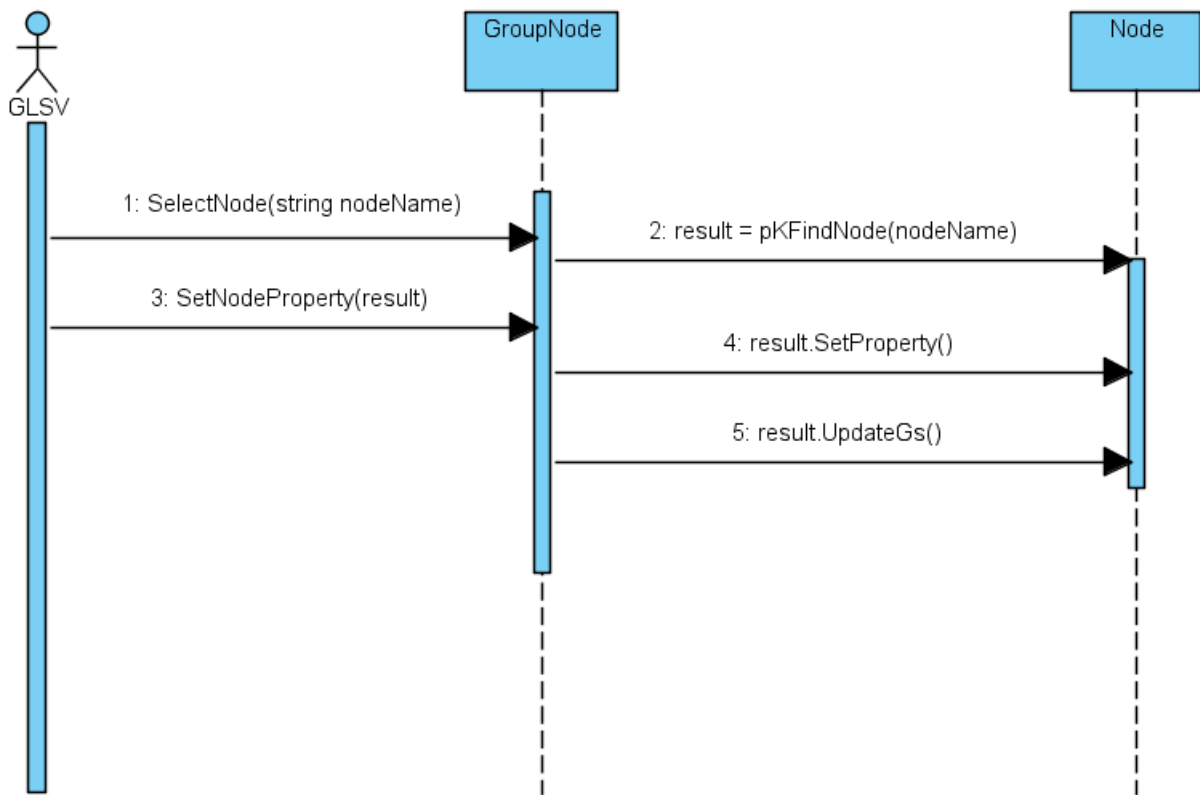 GroupNode
Node
GLSV
1: SelectNode(string nodeName)
2: result = pKFindNode(nodeName)
3: SetNodeProperty(result)
4: result.SetProperty()
5: result.UpdateGs()